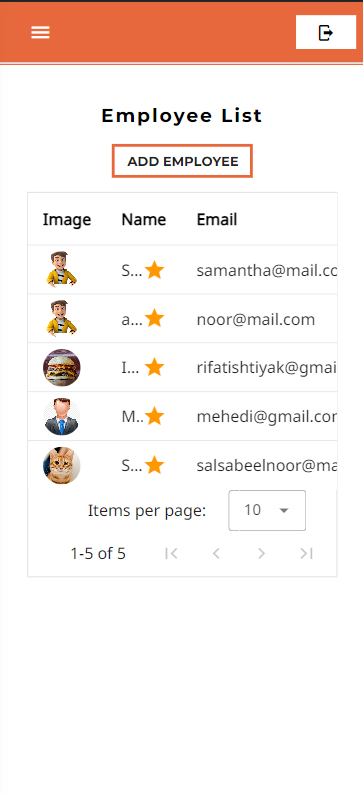 Employee List
ADD EMPLOYEE
Image Name Email
S... samantha@mail.co
a... noor@mail.com
I... rifatishtiyak@gmai
M... mehedi@gmail.com
S... salsabeelnoor@ma
Items per page: 10
1-5 of 5